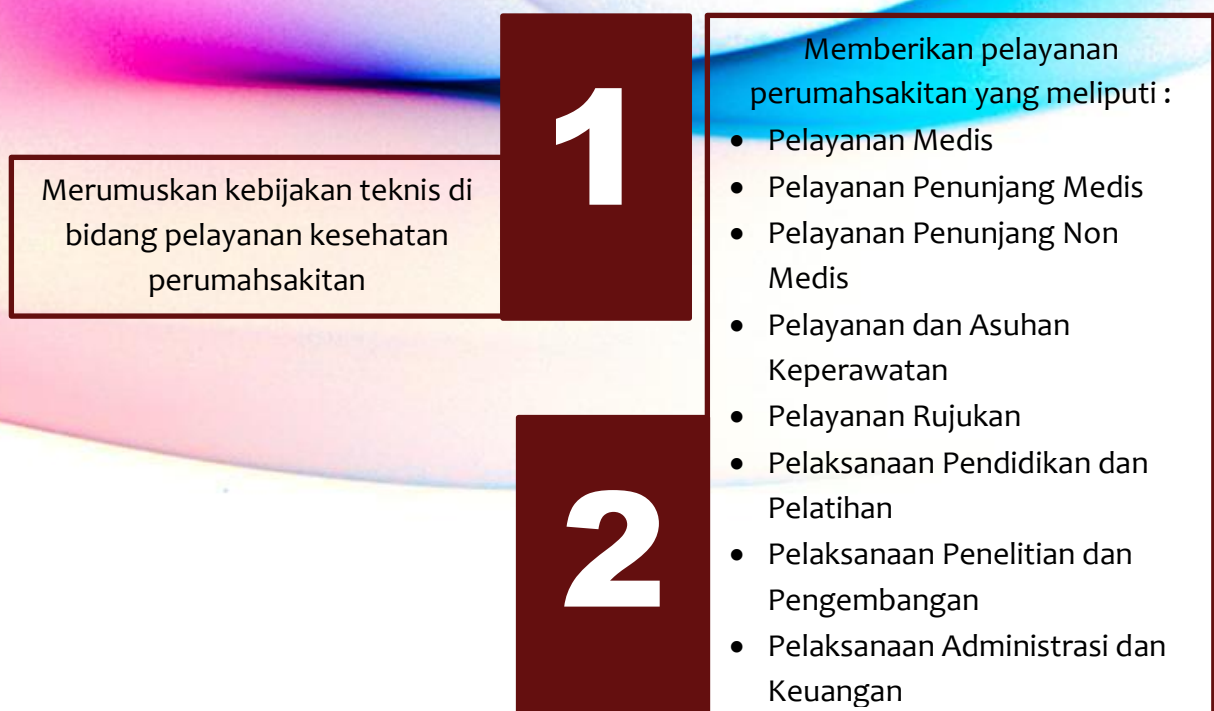 1
Merumuskan kebijakan teknis di
bidang pelayanan kesehatan
perumahsakitan
2
Memberikan pelayanan
perumahsakitan yang meliputi :
• Pelayanan Medis
• Pelayanan Penunjang Medis
• Pelayanan Penunjang Non
Medis
• Pelayanan dan Asuhan
Keperawatan
• Pelayanan Rujukan
• Pelaksanaan Pendidikan dan
Pelatihan
• Pelaksanaan Penelitian dan
Pengembangan
• Pelaksanaan Administrasi dan
Keuangan